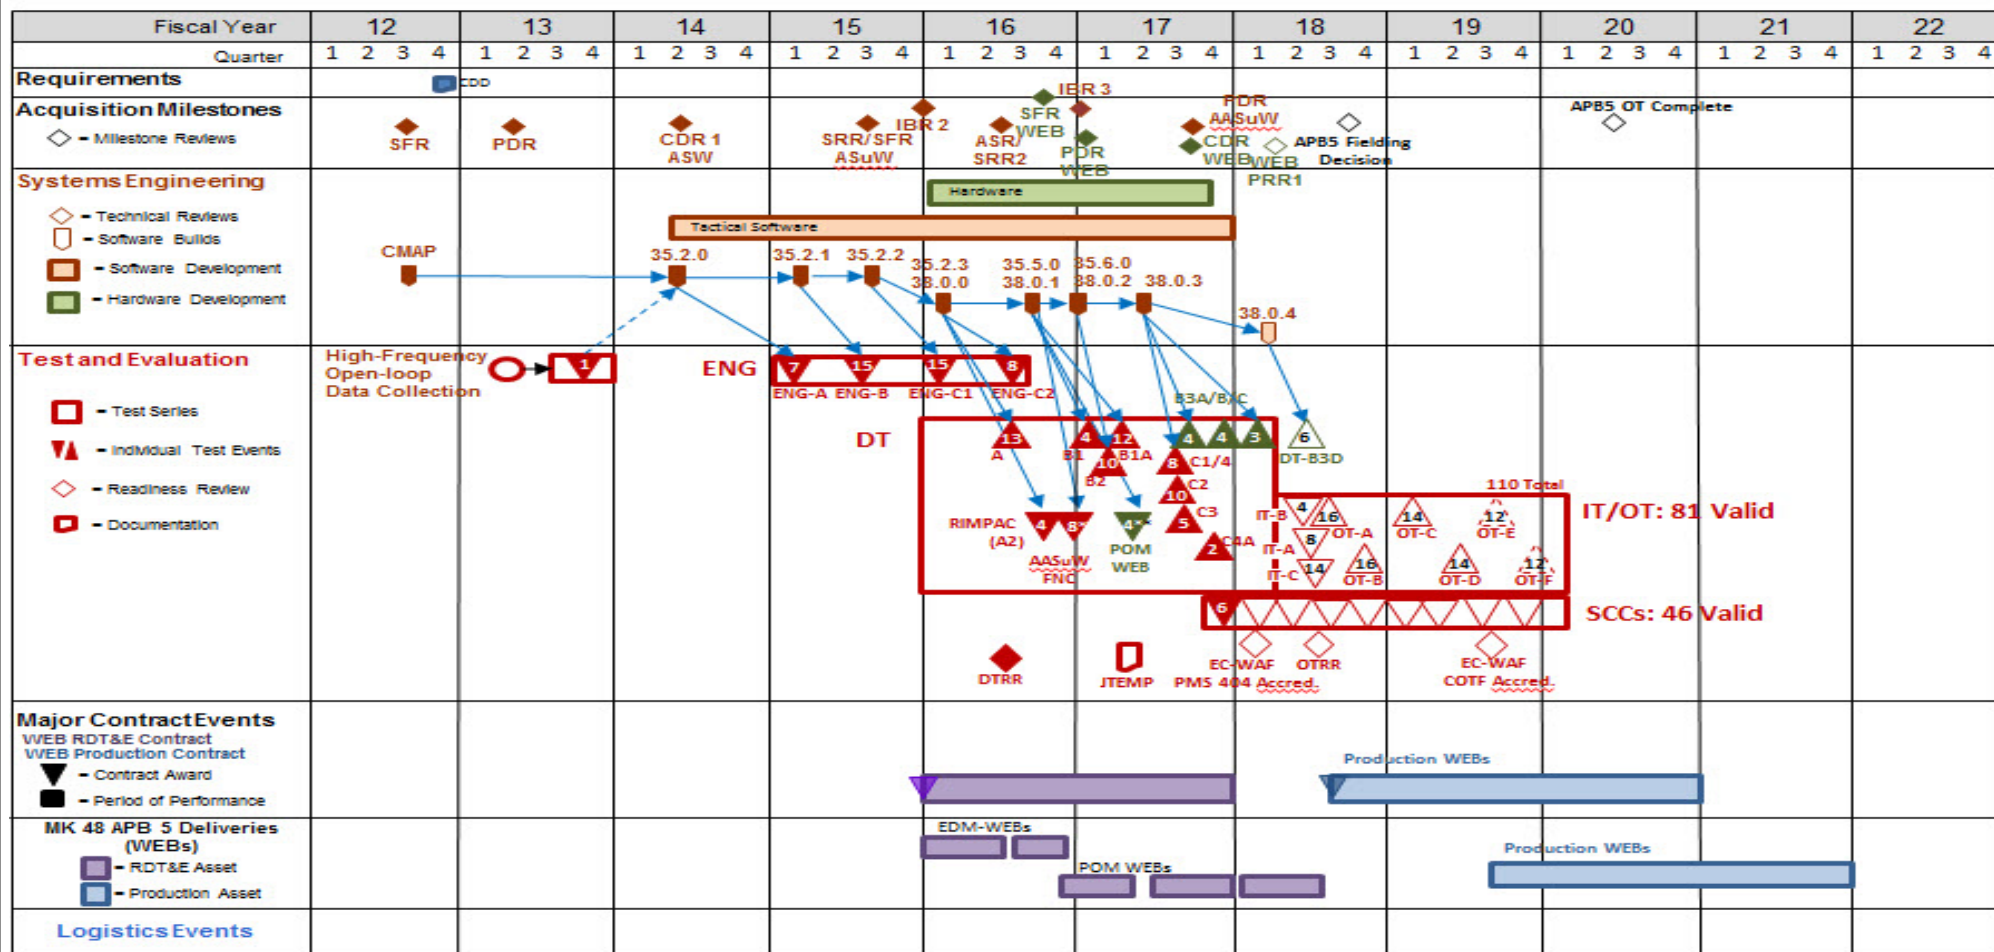 Fiscal Year 12 13 14 15 16 17 18 19 20 21 22
Quarter 1 2 3 4 1 2 3 4 1 2 3 4 1 2 3 4 1 2 3 4 1 2 3 4 1 2 3 4 1 2 3 4 1 2 3 4 1 2 3 4 1 2 3 4
Requirements
CDD
Acquisition Milestones
= Milestone Reviews
SFR
PDR
CDR 1
ASW
SRR/SFR
ASuW
IBR 2
ASR/
SRR2
SFR
WEB
IBR 3
PDR
WEB
PDR
AASuW
CDR
WEB
WEB
PRR1
APB5 Fielding
Decision
APB5 OT Complete
Systems Engineering
= Technical Reviews
= Software Builds
= Software Development
= Hardware Development
Hardware
Tactical Software
CMAP
35.2.0
35.2.1
35.2.2
35.2.3
38.0.0
35.5.0
38.0.1
35.6.0
38.0.2
38.0.3
38.0.4
Test and Evaluation
= Test Series
= Individual Test Events
= Readiness Review
= Documentation
High-Frequency
Open-loop
Data Collection
1
ENG
7
15
15
8
ENG-A
ENG-B
ENG-C1
ENG-C2
DT
B3A/B/C
13
A
4
B1
12
B1A
10
B2
4
4
3
6
DT-B3D
8
C1/4
10
C2
5
C3
2
C4A
RIMPAC
(A2)
4
8*
AASuW
FNC
4**
POM
WEB
110 Total
IT/OT: 81 Valid
IT-B
4
16
OT-A
14
OT-C
12
OT-E
IT-A
8
IT-C
14
16
OT-B
14
OT-D
12
OT-F
6
SCCs: 46 Valid
DTRR
JTEMP
EC-WAF
PMS 404 Accred.
OTRR
EC-WAF
COTF Accred.
Major Contract Events
WEB RDT&E Contract
WEB Production Contract
= Contract Award
= Period of Performance
Production WEBs
MK 48 APB 5 Deliveries
(WEBs)
= RDT&E Asset
= Production Asset
EDM-WEBs
POM WEBs
Production WEBs
Logistics Events